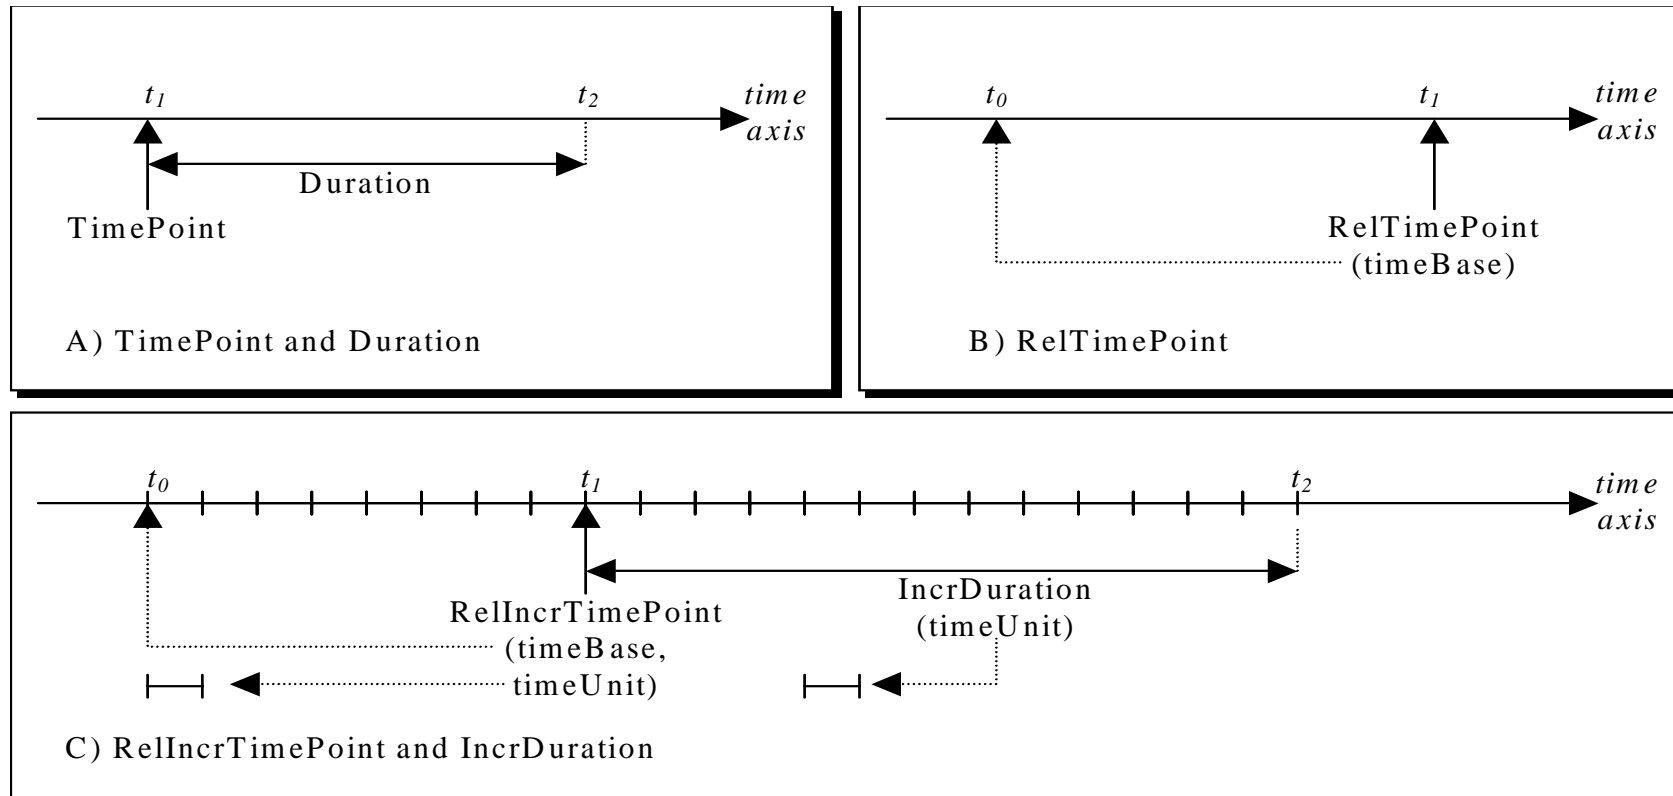 t1 t2 time
axis
Duration
TimePoint
A) TimePoint and Duration
t0 t1 time
axis
RelTimePoint
(timeBase)
B) RelTimePoint
t0 t1 t2 time
axis
IncrDuration
(timeUnit)
RelIncrTimePoint
(timeBase,
timeUnit)
C) RelIncrTimePoint and IncrDuration